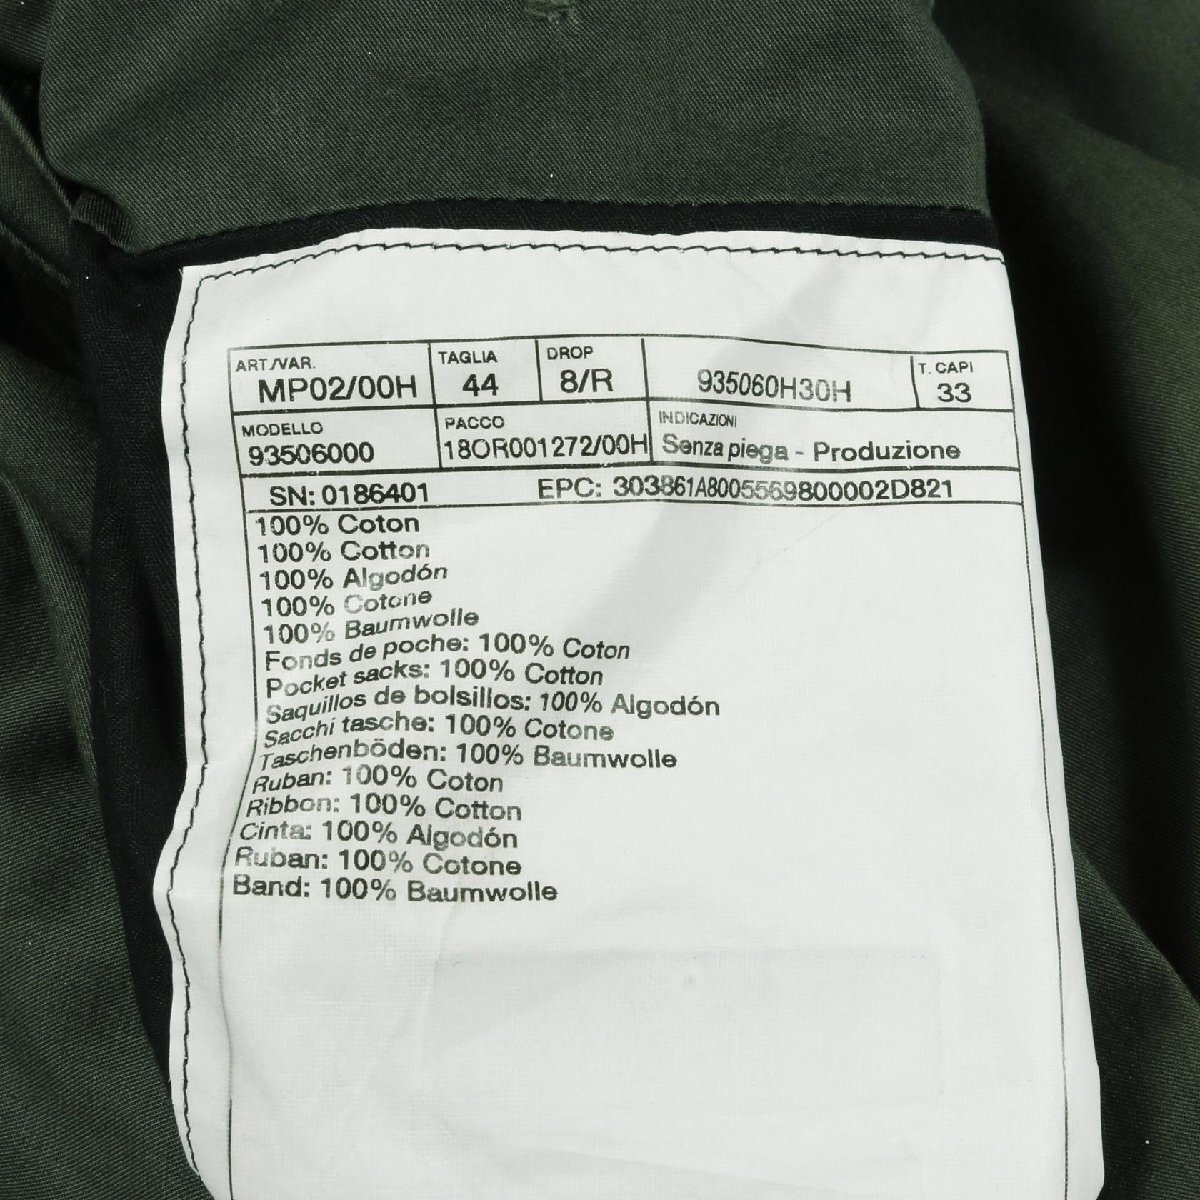 ART./VAR. TAGLIA DROP 935060H30H T. CAPI
MP02/00H 44 8/R 33
MODELLO PACCO INDICAZIONI
93506000 18OR001272/00H Senza piega - Produzione
SN: 0186401 EPC: 303861A8005569800002D821
100% Coton
100% Cotton
100% Algodón
100% Cotone
100% Baumwolle
Fonds de poche: 100% Coton
Pocket sacks: 100% Cotton
Saquillos de bolsillos: 100% Algodón
Sacchi tasche: 100% Cotone
Taschenböden: 100% Baumwolle
Ruban: 100% Coton
Ribbon: 100% Cotton
Cinta: 100% Algodón
Ruban: 100% Cotone
Band: 100% Baumwolle